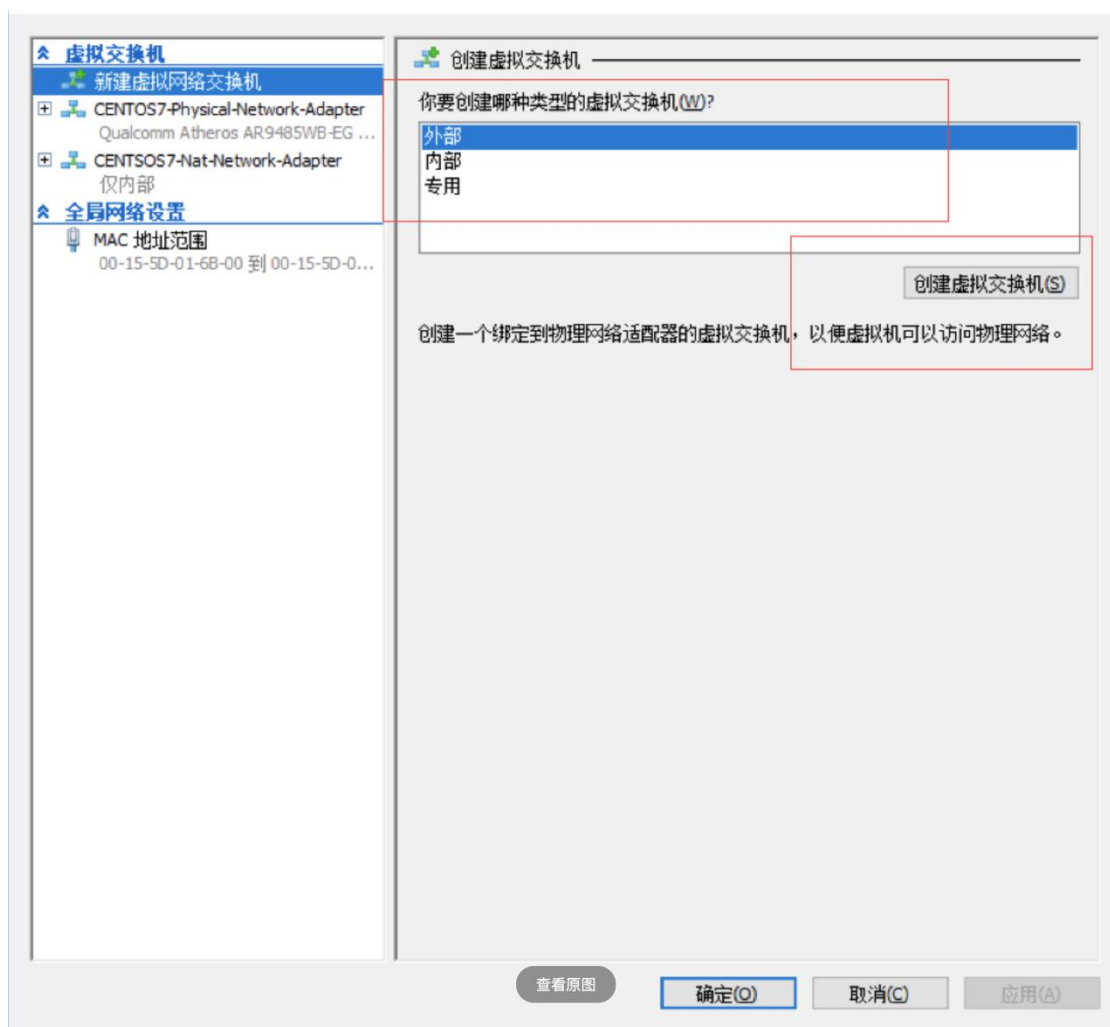 虚拟交换机
新建虚拟网络交换机
CENTOS7-Physical-Network-Adapter
Qualcomm Atheros AR9485WB-EG ...
CENTSOS7-Nat-Network-Adapter
仅内部
全局网络设置
MAC 地址范围
00-15-5D-01-6B-00 到 00-15-5D-0...
创建虚拟交换机
你要创建哪种类型的虚拟交换机(W)?
外部
内部
专用
创建虚拟交换机(S)
创建一个绑定到物理网络适配器的虚拟交换机，以便虚拟机可以访问物理网络。
查看原图
确定(O)
取消(C)
应用(A)